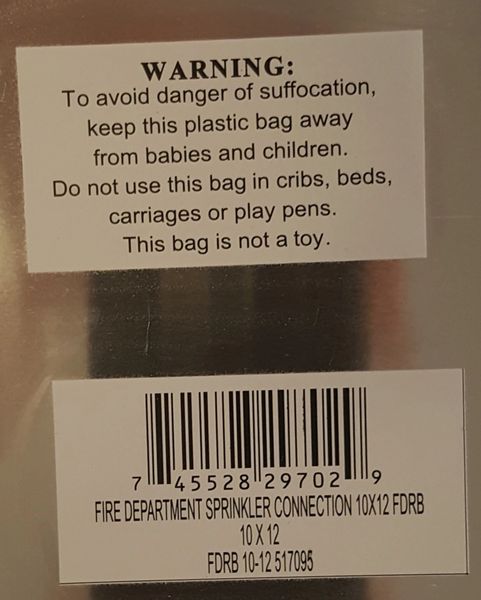 WARNING:
To avoid danger of suffocation,
keep this plastic bag away
from babies and children.
Do not use this bag in cribs, beds,
carriages or play pens.
This bag is not a toy.
7 45528 29702 9
FIRE DEPARTMENT SPRINKLER CONNECTION 10X12 FDRB
10 X 12
FDRB 10-12 517095